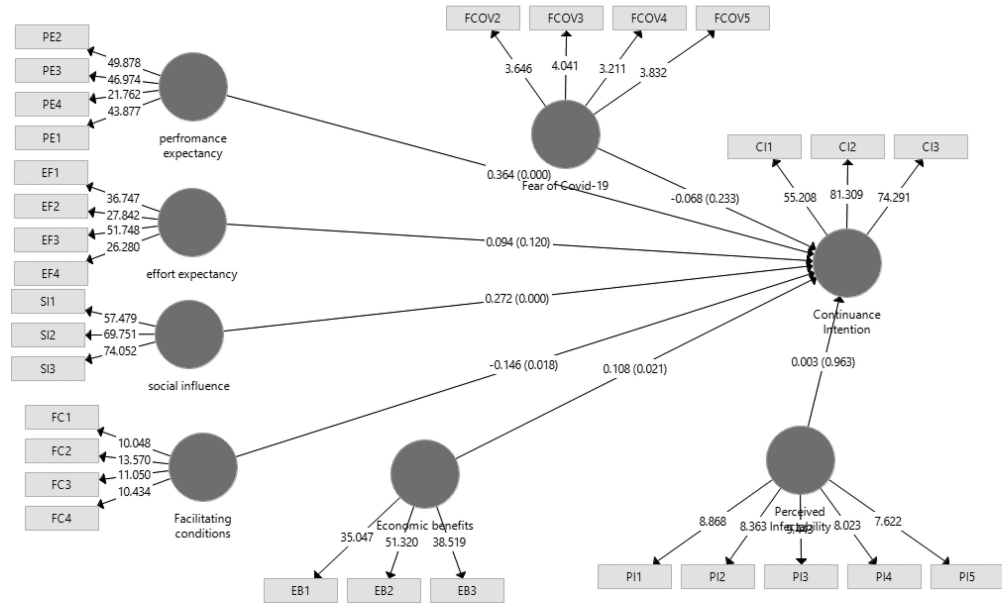 PE2
PE3
PE4
PE1
49.878
46.974
21.762
43.877
perfromance
expectancy
FCOV2
FCOV3
FCOV4
FCOV5
3.646
4.041
3.211
3.832
Fear of Covid-19
0.364 (0.000)
-0.068 (0.233)
CI1
CI2
CI3
55.208
81.309
74.291
Continuance
Intention
EF1
EF2
EF3
EF4
36.747
27.842
51.748
26.280
effort expectancy
0.094 (0.120)
SI1
SI2
SI3
57.479
69.751
74.052
social influence
0.272 (0.000)
-0.146 (0.018)
0.108 (0.021)
0.003 (0.963)
FC1
FC2
FC3
FC4
10.048
13.570
11.050
10.434
Facilitating
conditions
Economic benefits
35.047
51.320
38.519
EB1
EB2
EB3
Perceived
Infectability
8.868
8.363
8.023
7.622
PI1
PI2
PI3
PI4
PI5